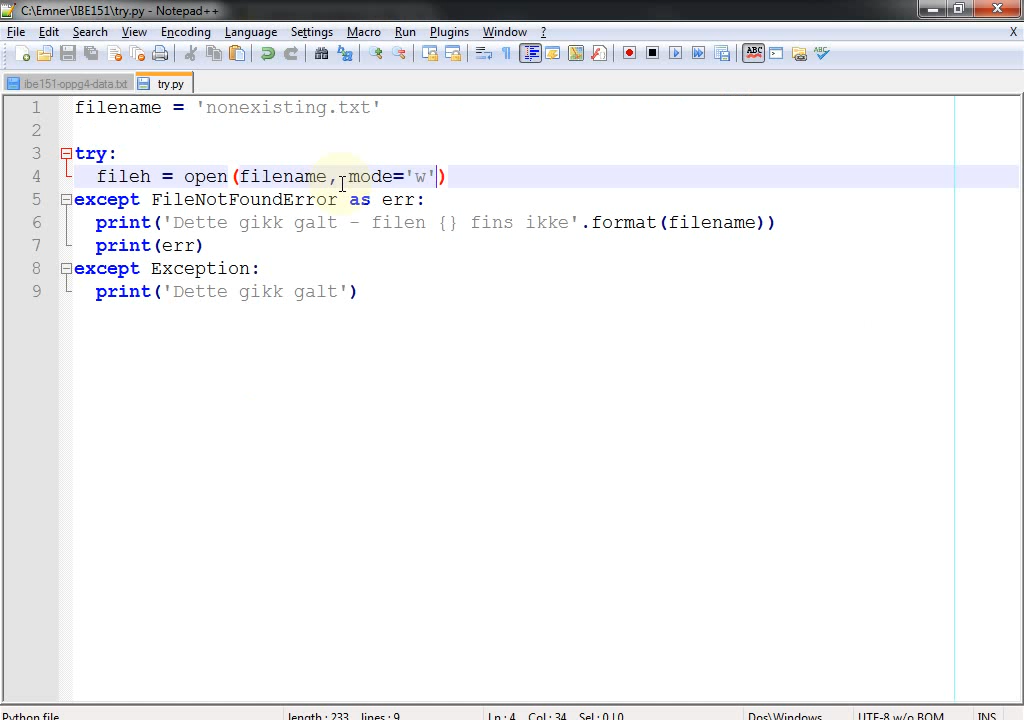 C:\Emner\IBE151\try.py - Notepad++
File Edit Search View Encoding Language Settings Macro Run Plugins Window ? X
ibe151-oppg4-data.txt try.py
1 filename = 'nonexisting.txt'
2
3 try:
4 fileh = open(filename, mode='w')
5 except FileNotFoundError as err:
6 print('Dette gikk galt - filen {} fins ikke'.format(filename))
7 print(err)
8 except Exception:
9 print('Dette gikk galt')
Python file length : 233 lines : 9 Ln : 4 Col : 34 Sel : 0 | 0 Dos\Windows UTF-8 w/o BOM INS